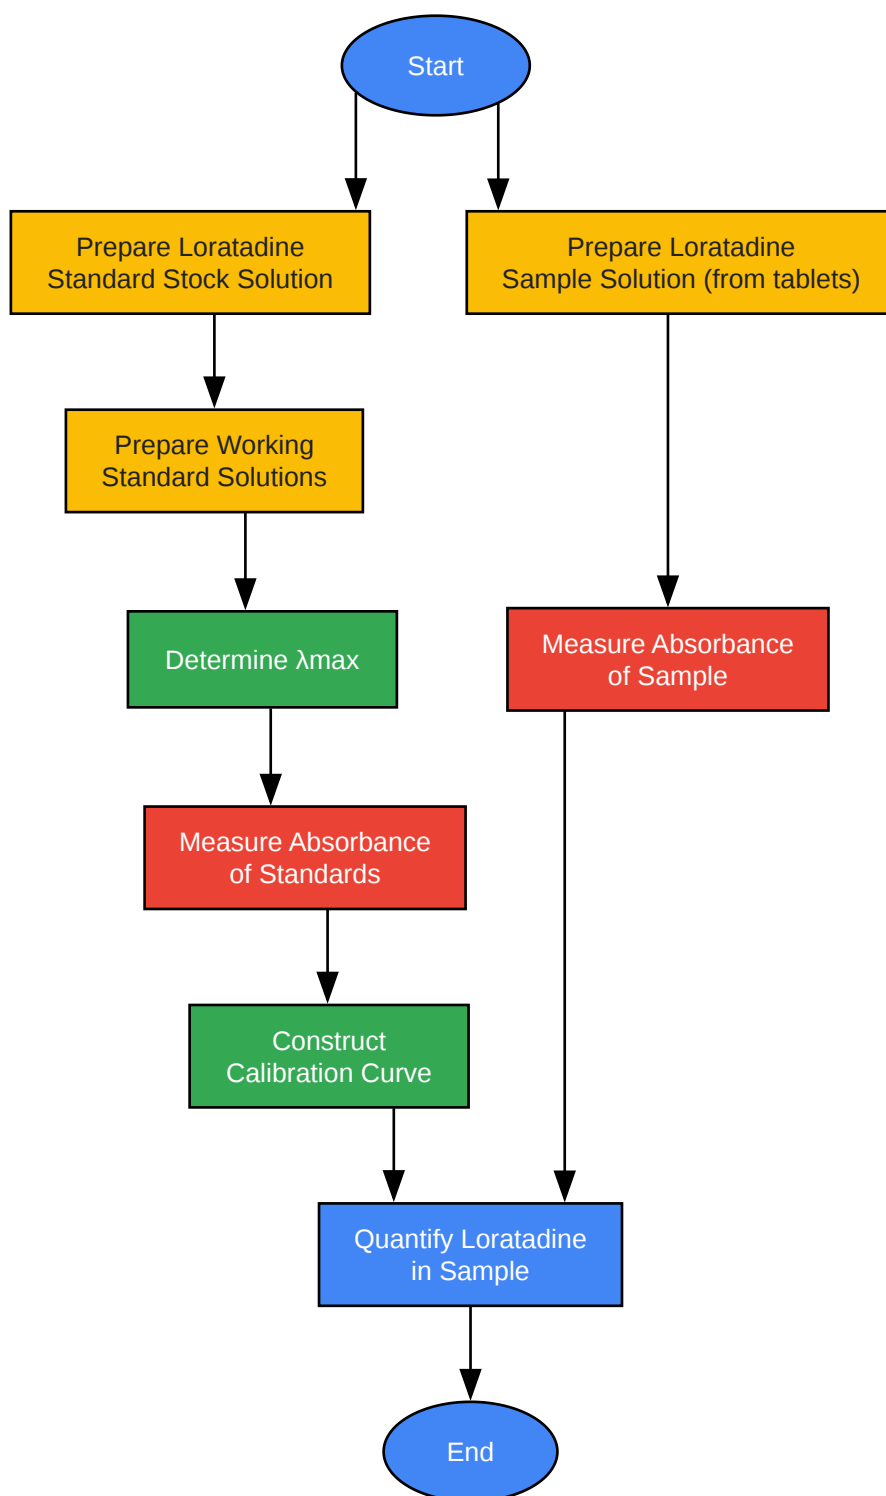 Start
Prepare Loratadine
Standard Stock Solution
Prepare Loratadine
Sample Solution (from tablets)
Prepare Working
Standard Solutions
Determine λmax
Measure Absorbance
of Sample
Measure Absorbance
of Standards
Construct
Calibration Curve
Quantify Loratadine
in Sample
End